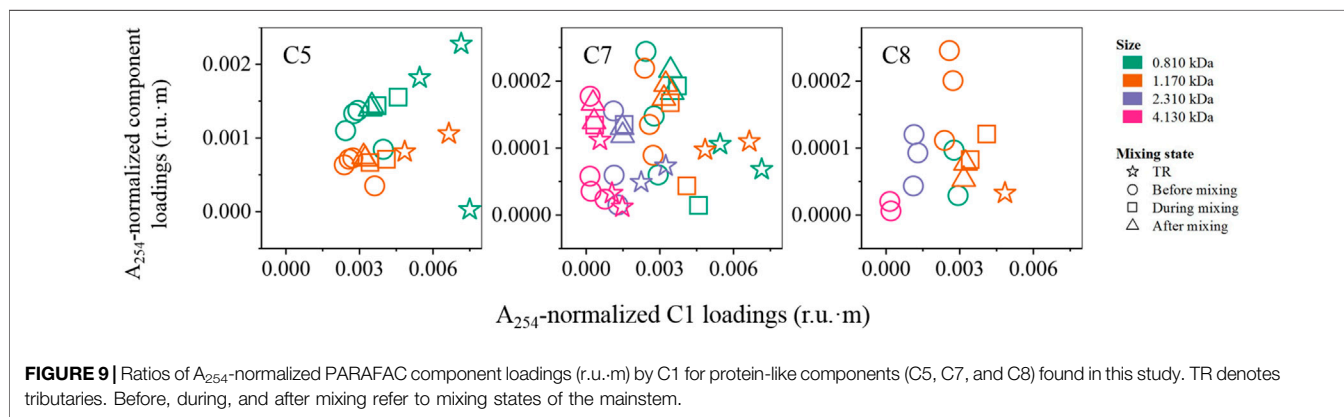 A254-normalized component
loadings (r.u.·m)
C5
C7
C8
0.002
0.001
0.000
0.0002
0.0001
0.0000
0.0002
0.0001
0.0000
0.000 0.003 0.006
0.000 0.003 0.006
0.000 0.003 0.006
A254-normalized C1 loadings (r.u.·m)
Size
0.810 kDa
1.170 kDa
2.310 kDa
4.130 kDa
Mixing state
TR
Before mixing
During mixing
After mixing
FIGURE 9 | Ratios of A254-normalized PARAFAC component loadings (r.u.·m) by C1 for protein-like components (C5, C7, and C8) found in this study. TR denotes
tributaries. Before, during, and after mixing refer to mixing states of the mainstem.